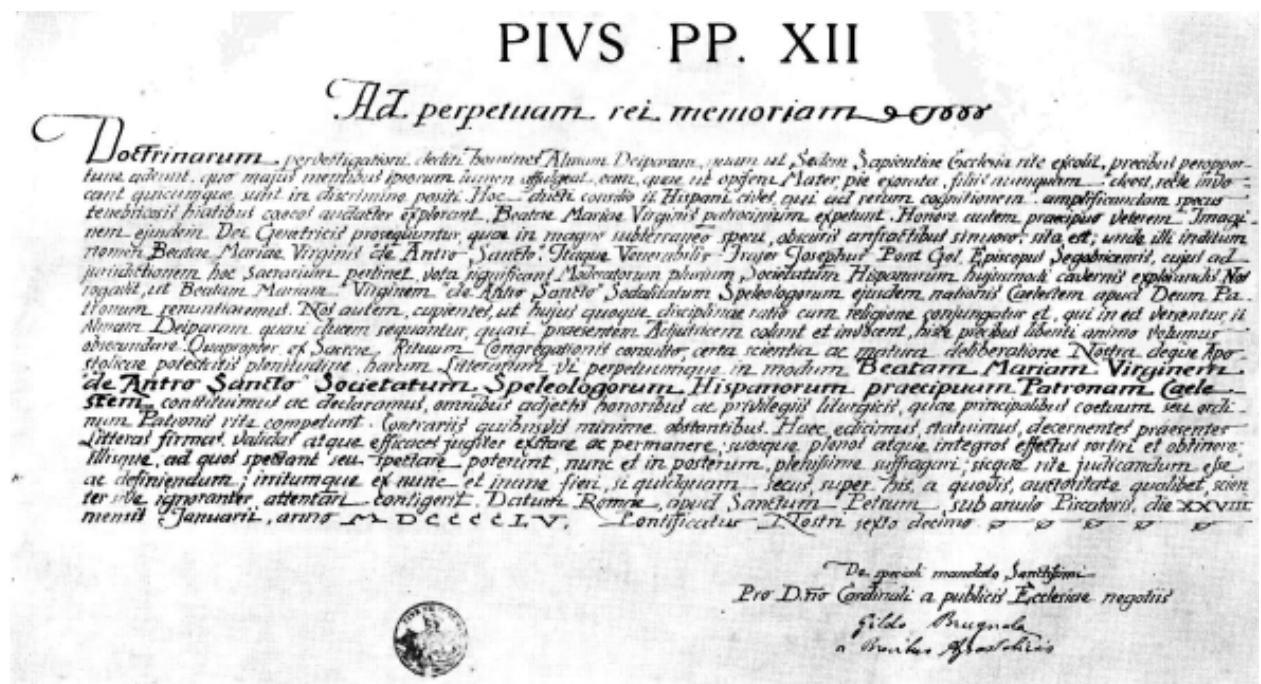 PIVS PP. XII
Ad perpetuam rei memoriam
Doctrinarum pervestigationi dediti homines Almam Deiparam, quam ut Sedem Sapientiae Ecclesia rite excolit, precibus peroppor-
tune adeunt, quo majus mentibus ipsorum lumen affulgeat, eam, quae ut opifera Mater, pie exorata, filiis nunquam deest, recte invo-
cant quicumque sunt in discrimine positi. Hoc ducti consilio ii Hispani cives, qui ad rerum cognitionem amplificandam specus
tenebricosis hiatibus caecos audacter explorant, Beatae Mariae Virginis patrocinium expetunt. Honore autem praecipuo veterem Imagi-
nem ejusdem Dei Genetricis prosequuntur, quae in magno subterraneo specu, obscuris anfractibus sinuoso, sita est; unde illi inditum
nomen Beatae Mariae Virginis "de Antro Sancto". Itaque Venerabilis Frater Josephus Pont Gol, Episcopus Segobricensis, cujus ad
jurisdictionem hoc Sacrarium pertinet, vota significans Moderatorum plurium Societatum Hispanarum hujusmodi cavernis explorandis, Nos
rogavit, ut Beatam Mariam Virginem "de Antro Sancto" Sodalitatum Speleologorum ejusdem nationis Caelestem apud Deum Pa-
tronam renuntiaremus. Nos autem, cupientes, ut hujus quoque disciplinae ratio cum religione conjungatur et, qui in ea versentur, ii
Almam Deiparam quasi ducem sequantur, quasi praesentem Adjutricem colant et invocent, hisce precibus libenti animo volumus
obsecundare. Quapropter, ex Sacrae Rituum Congregationis consulto, certa scientia ac matura deliberatione Nostra deque Apo-
stolicae potestatis plenitudine, harum Litterarum vi perpetuumque in modum Beatam Mariam Virginem
"de Antro Sancto" Societatum Speleologorum Hispanorum praecipuam Patronam Caele-
stem constituimus ac declaramus, omnibus adjectis honoribus ac privilegiis liturgicis, quae principalibus coetuum seu ordi-
num Patronis rite competunt. Contrariis quibusvis minime obstantibus. Haec edicimus, statuimus, decernentes praesentes
Litteras firmas, validas atque efficaces jugiter exstare ac permanere; suosque plenos atque integros effectus sortiri et obtinere;
illisque, ad quos spectant seu spectare poterunt, nunc et in posterum, plenissime suffragari; sicque rite judicandum esse
ac definiendum; irritumque ex nunc et inane fieri, si quidquam secus, super his, a quovis, auctoritate qualibet, scien
ter sive ignoranter attentari contigerit. Datum Romae, apud Sanctum Petrum, sub anulo Piscatoris, die XXVIII
mensis Januarii, anno MDCCCCLV, Pontificatus Nostri sexto decimo.
De speciali mandato Sanctissimi
Pro D.no Cardinali a publicis Ecclesiae negotiis
Gildo Brugnola
a Brevibus Apostolicis